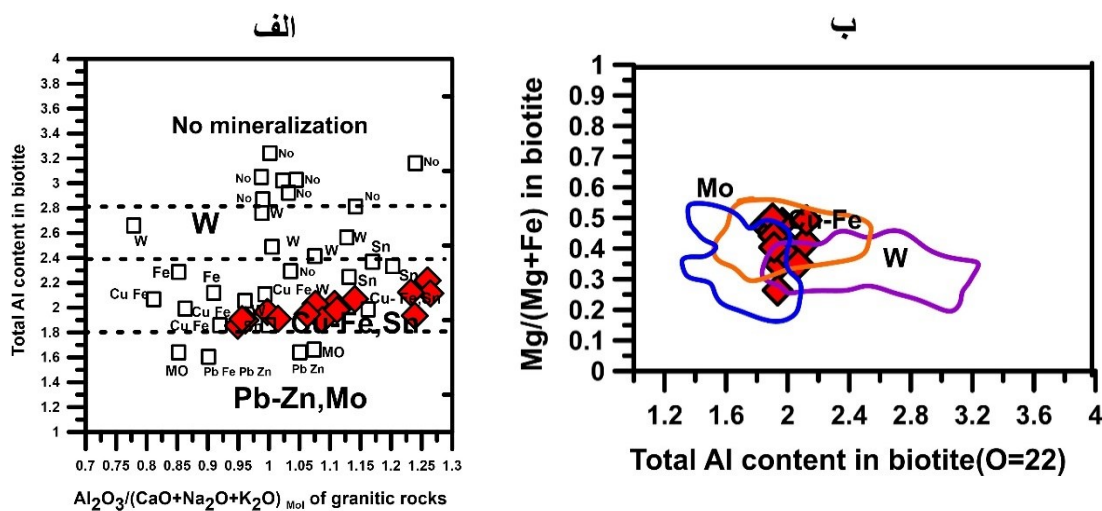 الف
4
3.8
3.6
3.4
3.2
3
2.8
2.6
2.4
2.2
2
1.8
1.6
1.4
1.2
1
Total Al content in biotite
No mineralization
No
No
No
No
No
No
No
W
W
W
W
W
W
Sn
Fe
No
Sn
Sn
Fe
Cu Fe W
Cu Fe
Cu Fe
Cu- Fe Sn
Cu Fe
Cu-Fe,Sn
MO
Pb Fe Pb Zn
Pb Zn
MO
Pb-Zn,Mo
0.7 0.75 0.8 0.85 0.9 0.95 1 1.05 1.1 1.15 1.2 1.25 1.3
Al2O3/(CaO+Na2O+K2O) Mol of granitic rocks
ب
1
0.9
0.8
0.7
0.6
0.5
0.4
0.3
0.2
0.1
0
Mg/(Mg+Fe) in biotite
Mo
Cu-Fe
W
1.2 1.6 2 2.4 2.8 3.2 3.6 4
Total Al content in biotite(O=22)